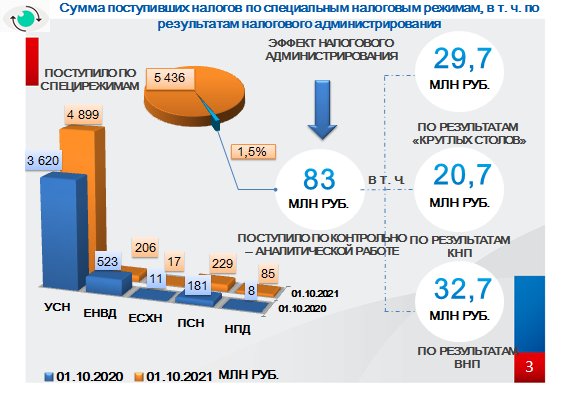 Сумма поступивших налогов по специальным налоговым режимам, в т. ч. по
результатам налогового администрирования
ПОСТУПИЛО ПО
СПЕЦРЕЖИМАМ
5 436
1,5%
ЭФФЕКТ НАЛОГОВОГО
АДМИНИСТРИРОВАНИЯ
83
МЛН РУБ.
В Т. Ч.
ПОСТУПИЛО ПО КОНТРОЛЬНО
– АНАЛИТИЧЕСКОЙ РАБОТЕ
29,7
МЛН РУБ.
ПО РЕЗУЛЬТАТАМ
«КРУГЛЫХ СТОЛОВ»
20,7
МЛН РУБ.
ПО РЕЗУЛЬТАТАМ
КНП
32,7
МЛН РУБ.
ПО РЕЗУЛЬТАТАМ
ВНП
4 899
3 620
206
17
229
85
523
11
181
8
УСН
ЕНВД
ЕСХН
ПСН
НПД
01.10.2021
01.10.2020
01.10.2020 01.10.2021 МЛН РУБ.
3